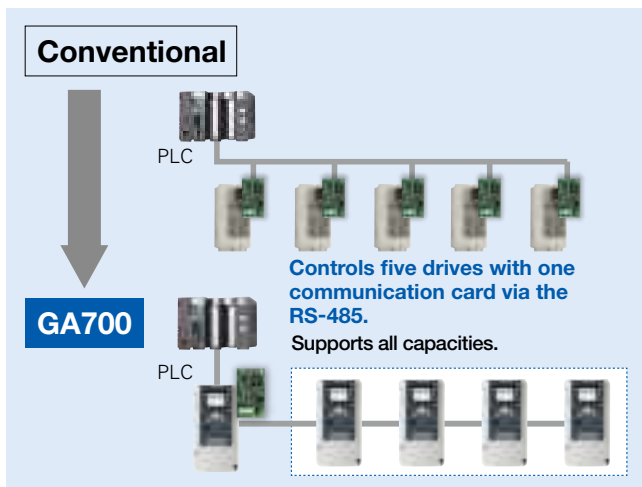 Conventional
PLC
Controls five drives with one
communication card via the
RS-485.
GA700
Supports all capacities.
PLC